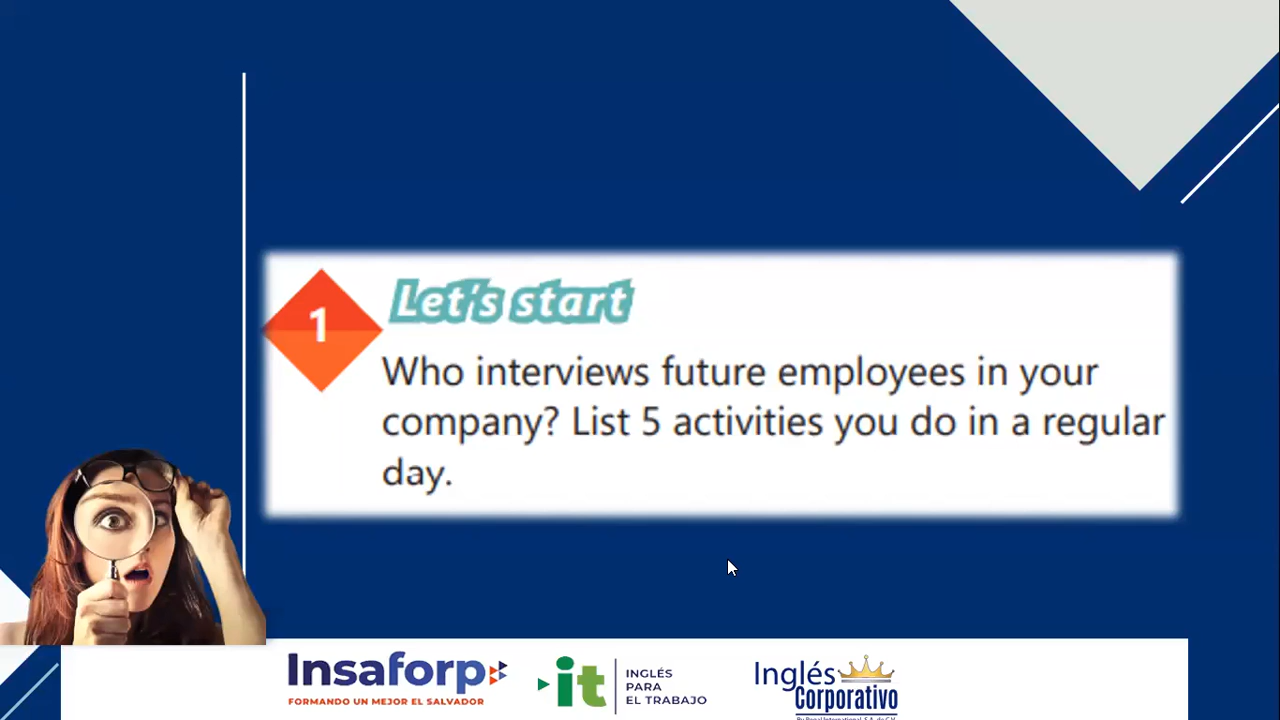 1
Let's start
Who interviews future employees in your
company? List 5 activities you do in a regular
day.
Insaforp
FORMANDO UN MEJOR EL SALVADOR
it
INGLÉS
PARA
EL TRABAJO
Inglés
Corporativo